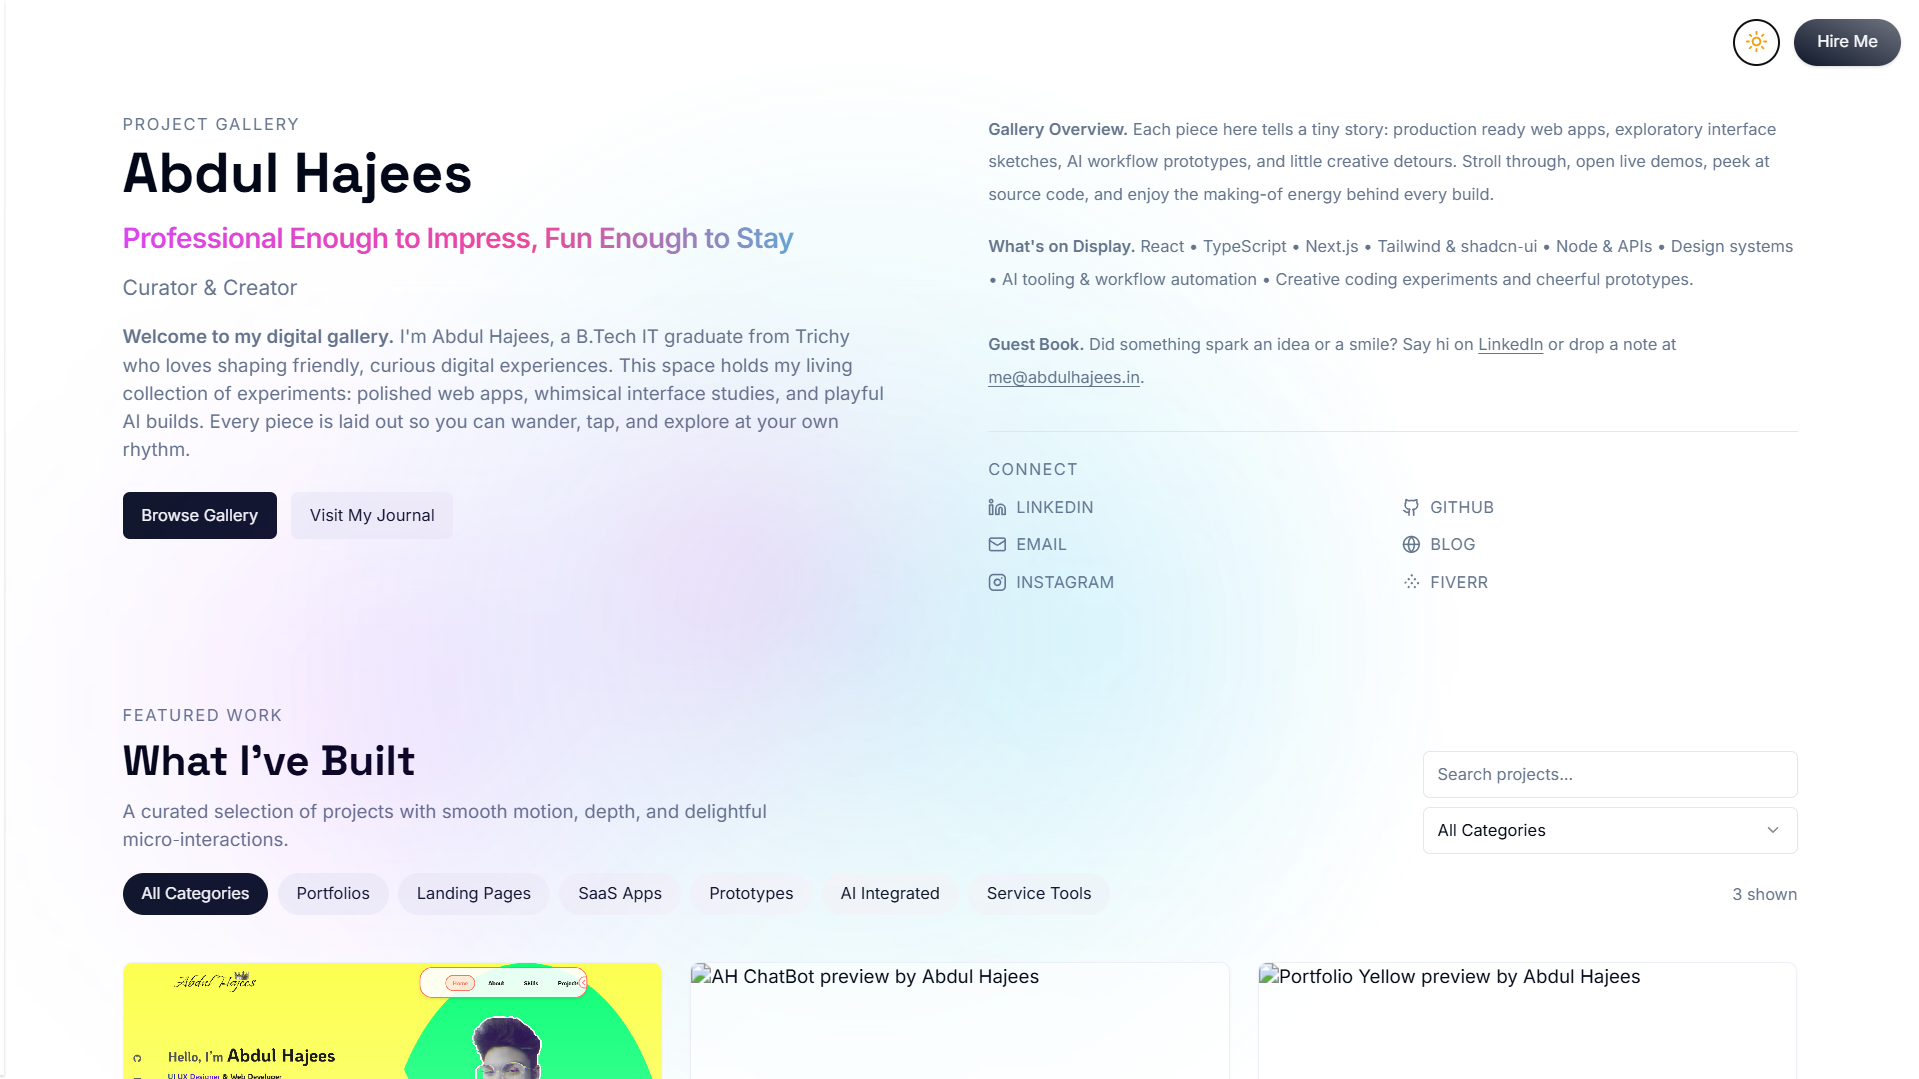 Hire Me
PROJECT GALLERY
Abdul Hajees
Professional Enough to Impress, Fun Enough to Stay
Curator & Creator
Welcome to my digital gallery. I'm Abdul Hajees, a B.Tech IT graduate from Trichy
who loves shaping friendly, curious digital experiences. This space holds my living
collection of experiments: polished web apps, whimsical interface studies, and playful
AI builds. Every piece is laid out so you can wander, tap, and explore at your own
rhythm.
Browse Gallery
Visit My Journal
Gallery Overview. Each piece here tells a tiny story: production ready web apps, exploratory interface
sketches, AI workflow prototypes, and little creative detours. Stroll through, open live demos, peek at
source code, and enjoy the making-of energy behind every build.
What's on Display. React • TypeScript • Next.js • Tailwind & shadcn-ui • Node & APIs • Design systems
• AI tooling & workflow automation • Creative coding experiments and cheerful prototypes.
Guest Book. Did something spark an idea or a smile? Say hi on LinkedIn or drop a note at
me@abdulhajees.in.
CONNECT
LINKEDIN
GITHUB
EMAIL
BLOG
INSTAGRAM
FIVERR
FEATURED WORK
What I’ve Built
A curated selection of projects with smooth motion, depth, and delightful
micro-interactions.
Search projects...
All Categories
All Categories
Portfolios
Landing Pages
SaaS Apps
Prototypes
AI Integrated
Service Tools
3 shown
Abdul Hajees
Home
About
Skills
Projects
Hello, I'm Abdul Hajees
UI UX Designer & Web Developer
AH ChatBot preview by Abdul Hajees
Portfolio Yellow preview by Abdul Hajees